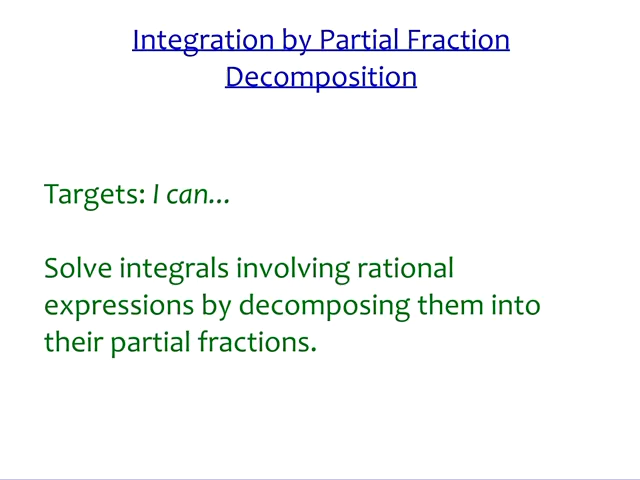 Integration by Partial Fraction
Decomposition
Targets: I can...
Solve integrals involving rational
expressions by decomposing them into
their partial fractions.